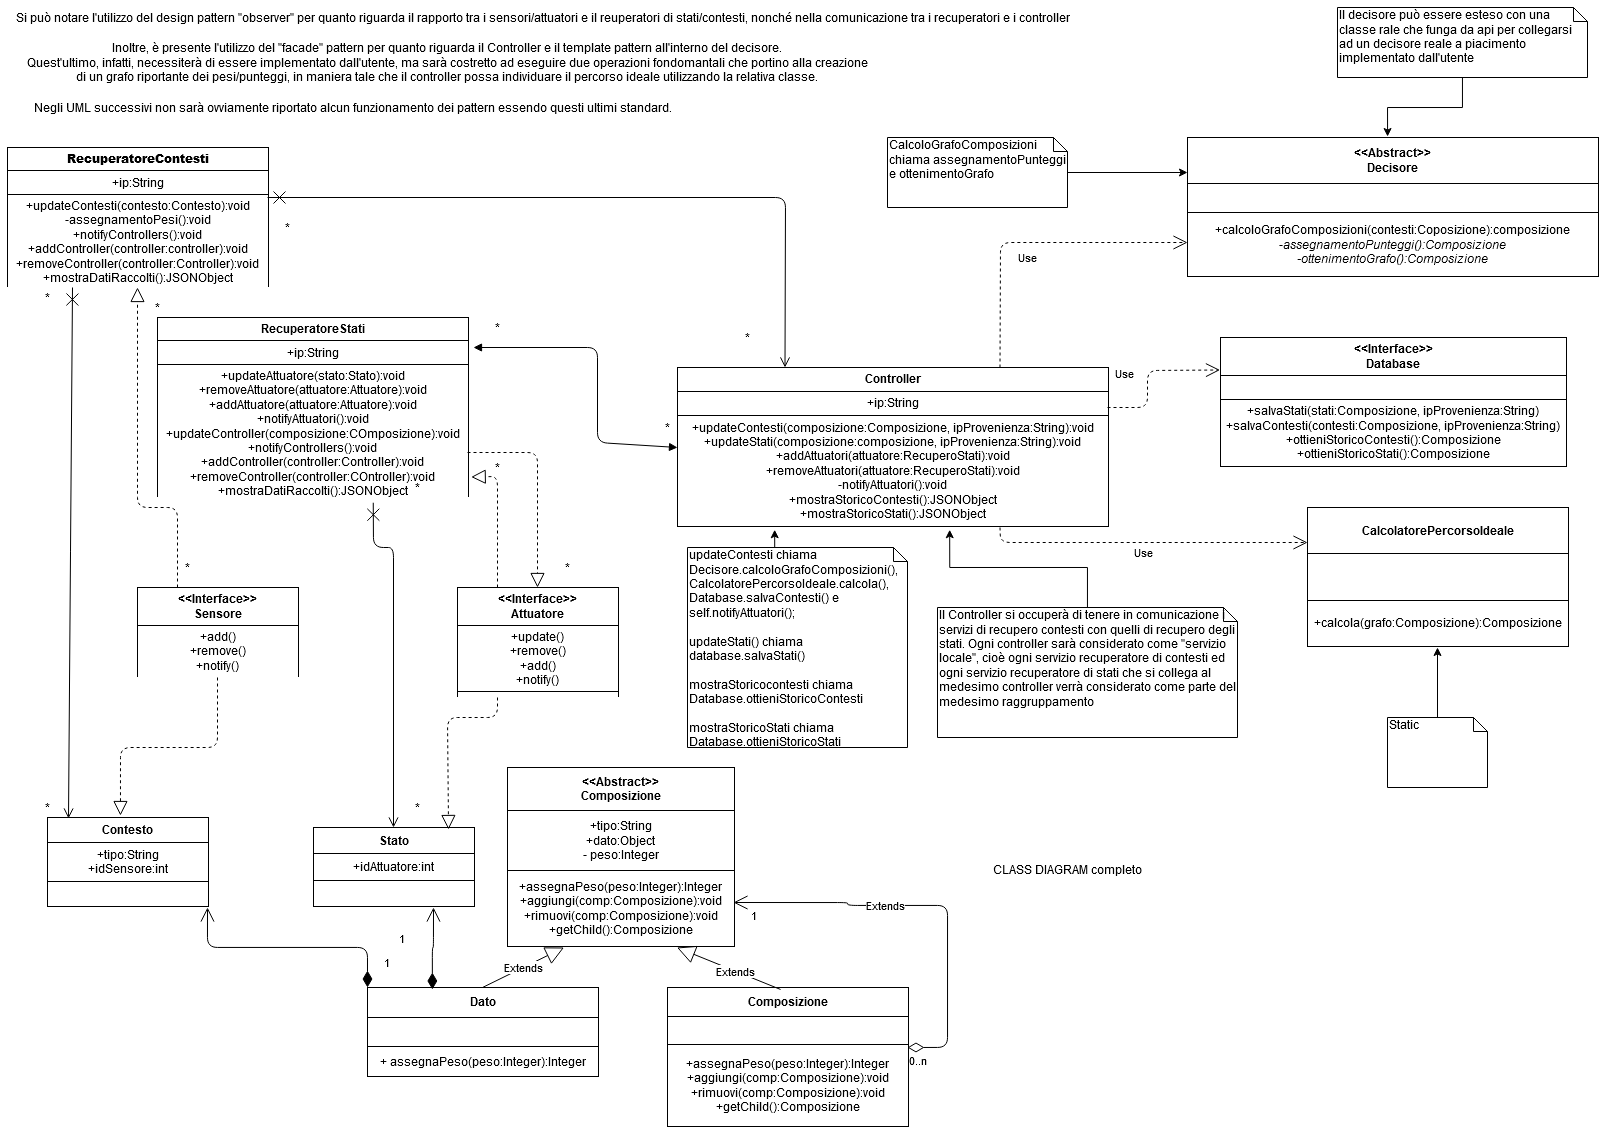 Si può notare l'utilizzo del design pattern "observer" per quanto riguarda il rapporto tra i sensori/attuatori e il reuperatori di stati/contesti, nonché nella comunicazione tra i recuperatori e i controller
Inoltre, è presente l'utilizzo del "facade" pattern per quanto riguarda il Controller e il template pattern all'interno del decisore.
Quest'ultimo, infatti, necessiterà di essere implementato dall'utente, ma sarà costretto ad eseguire due operazioni fondomantali che portino alla creazione
di un grafo riportante dei pesi/punteggi, in maniera tale che il controller possa individuare il percorso ideale utilizzando la relativa classe.
Negli UML successivi non sarà ovviamente riportato alcun funzionamento dei pattern essendo questi ultimi standard.
Il decisore può essere esteso con una
classe rale che funga da api per collegarsi
ad un decisore reale a piacimento
implementato dall'utente
CalcoloGrafoComposizioni
chiama assegnamentoPunteggi
e ottenimentoGrafo
<<Abstract>>
Decisore
+calcoloGrafoComposizioni(contesti:Coposizione):composizione
-assegnamentoPunteggi():Composizione
-ottenimentoGrafo():Composizione
RecuperatoreContesti
+ip:String
+updateContesti(contesto:Contesto):void
-assegnamentoPesi():void
+notifyControllers():void
+addController(controller:controller):void
+removeController(controller:Controller):void
+mostraDatiRaccolti():JSONObject
*
*
*
*
*
Use
RecuperatoreStati
+ip:String
+updateAttuatore(stato:Stato):void
+removeAttuatore(attuatore:Attuatore):void
+addAttuatore(attuatore:Attuatore):void
+notifyAttuatori():void
+updateController(composizione:COmposizione):void
+notifyControllers():void
+addController(controller:Controller):void
+removeController(controller:COntroller):void
+mostraDatiRaccolti():JSONObject
*
*
*
Controller
+ip:String
+updateContesti(composizione:Composizione, ipProvenienza:String):void
+updateStati(composizione:composizione, ipProvenienza:String):void
+addAttuatori(attuatore:RecuperoStati):void
+removeAttuatori(attuatore:RecuperoStati):void
-notifyAttuatori():void
+mostraStoricoContesti():JSONObject
+mostraStoricoStati():JSONObject
Use
<<Interface>>
Database
+salvaStati(stati:Composizione, ipProvenienza:String)
+salvaContesti(contesti:Composizione, ipProvenienza:String)
+ottieniStoricoContesti():Composizione
+ottieniStoricoStati():Composizione
Use
CalcolatorePercorsoIdeale
+calcola(grafo:Composizione):Composizione
Static
updateContesti chiama
Decisore.calcoloGrafoComposizioni(),
CalcolatorePercorsoIdeale.calcola(),
Database.salvaContesti() e
self.notifyAttuatori();
updateStati() chiama
database.salvaStati()
mostraStoricocontesti chiama
Database.ottieniStoricoContesti
mostraStoricoStati chiama
Database.ottieniStoricoStati
Il Controller si occuperà di tenere in comunicazione
servizi di recupero contesti con quelli di recupero degli
stati. Ogni controller sarà considerato come "servizio
locale", cioè ogni servizio recuperatore di contesti ed
ogni servizio recuperatore di stati che si collega al
medesimo controller verrà considerato come parte del
medesimo raggruppamento
*
*
<<Interface>>
Sensore
+add()
+remove()
+notify()
<<Interface>>
Attuatore
+update()
+remove()
+add()
+notify()
*
*
Contesto
+tipo:String
+idSensore:int
Stato
+idAttuatore:int
<<Abstract>>
Composizione
+tipo:String
+dato:Object
- peso:Integer
+assegnaPeso(peso:Integer):Integer
+aggiungi(comp:Composizione):void
+rimuovi(comp:Composizione):void
+getChild():Composizione
CLASS DIAGRAM completo
Extends
1
1
1
Extends
Extends
Dato
+ assegnaPeso(peso:Integer):Integer
Composizione
+assegnaPeso(peso:Integer):Integer
+aggiungi(comp:Composizione):void
+rimuovi(comp:Composizione):void
+getChild():Composizione
0..n